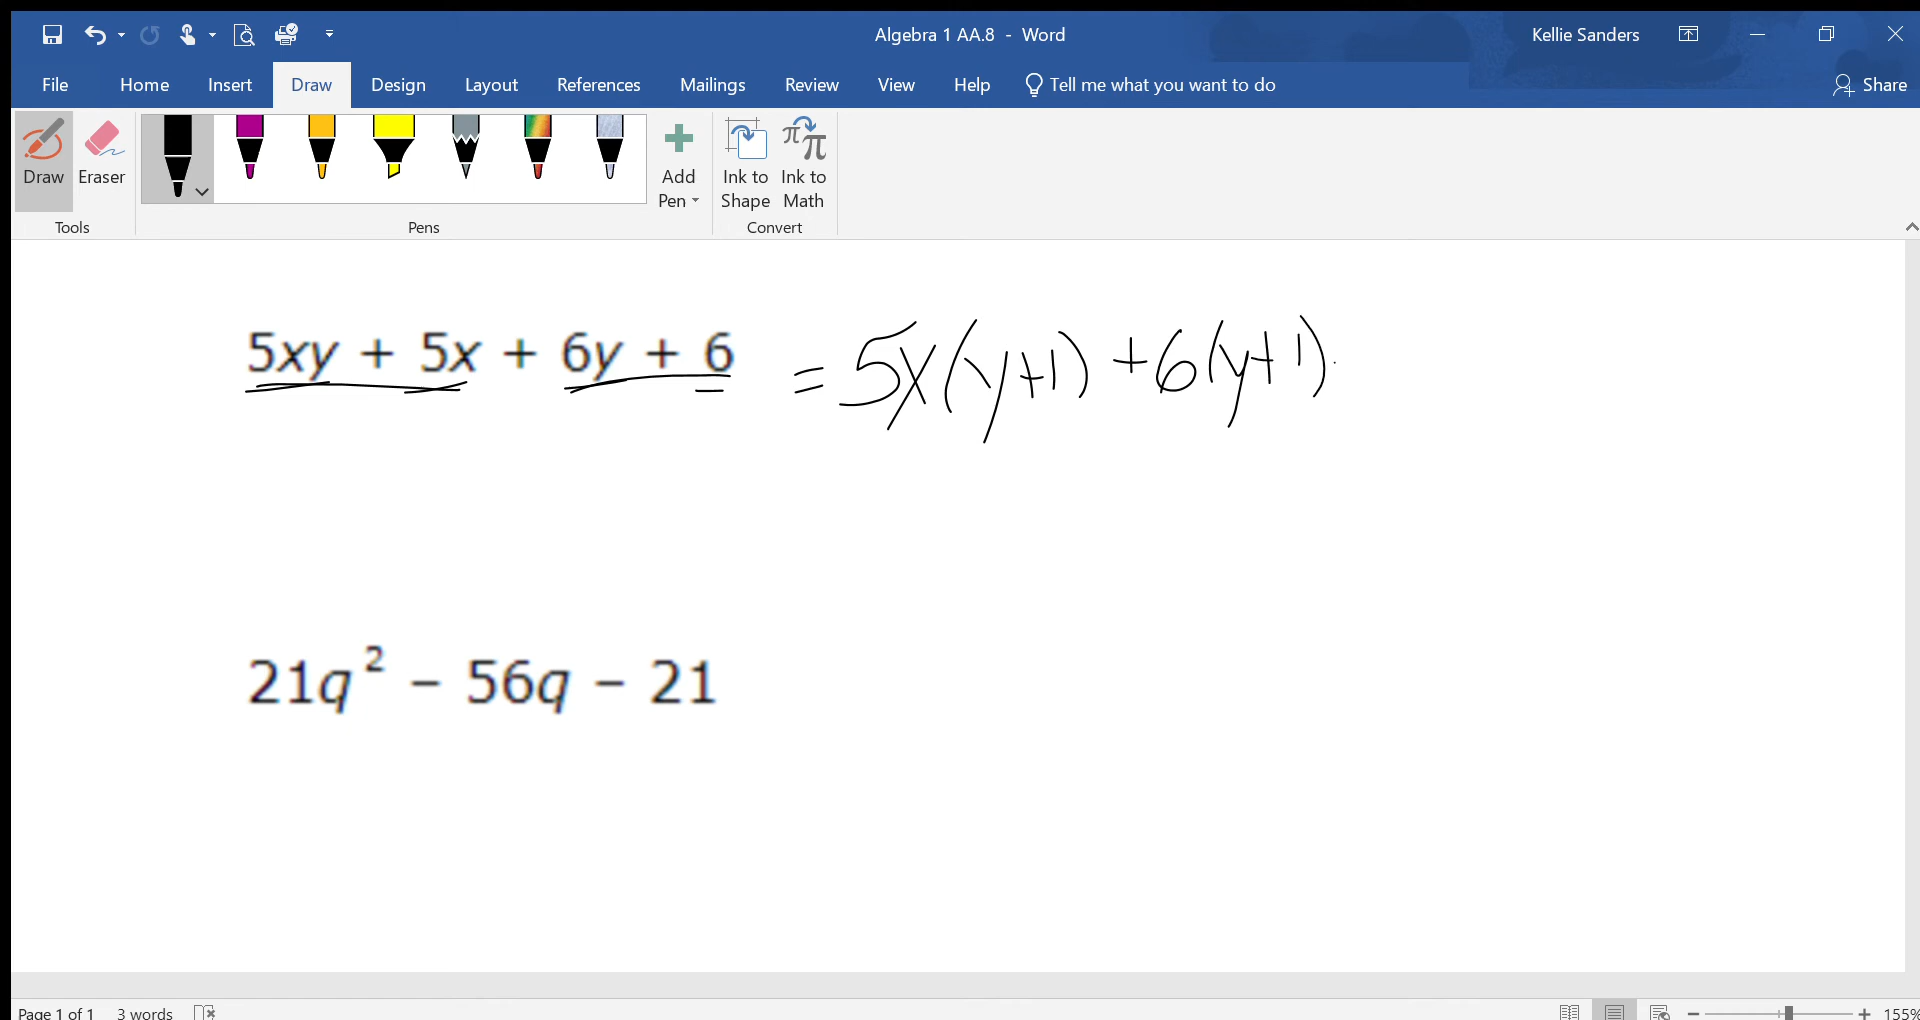 Algebra 1 AA.8 - Word
Kellie Sanders
File Home Insert Draw Design Layout References Mailings Review View Help Tell me what you want to do Share
Draw Eraser Add Pen Ink to Shape Ink to Math
Tools Pens Convert
5xy + 5x + 6y + 6 = 5x(y+1) +6(y+1)
21q² – 56q – 21
Page 1 of 1 3 words 155%